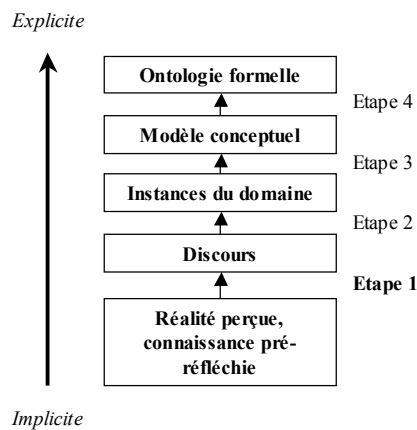 Explicite
Ontologie formelle
Etape 4
Modèle conceptuel
Etape 3
Instances du domaine
Etape 2
Discours
Etape 1
Réalité perçue,
connaissance pré-
réfléchie
Implicite